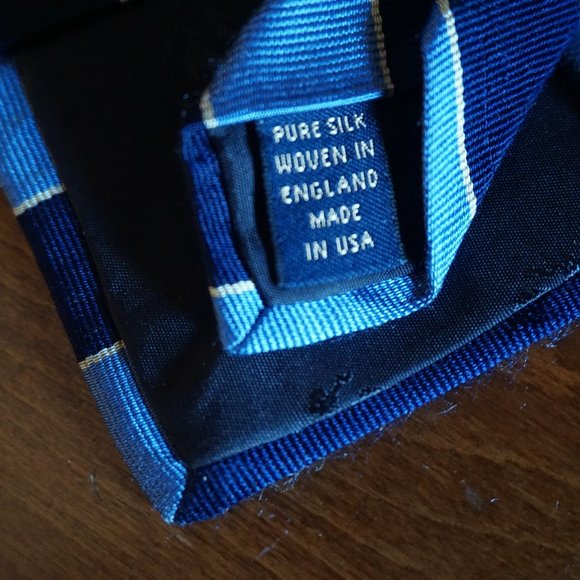 PURE SILK
WOVEN IN
ENGLAND
MADE
IN USA